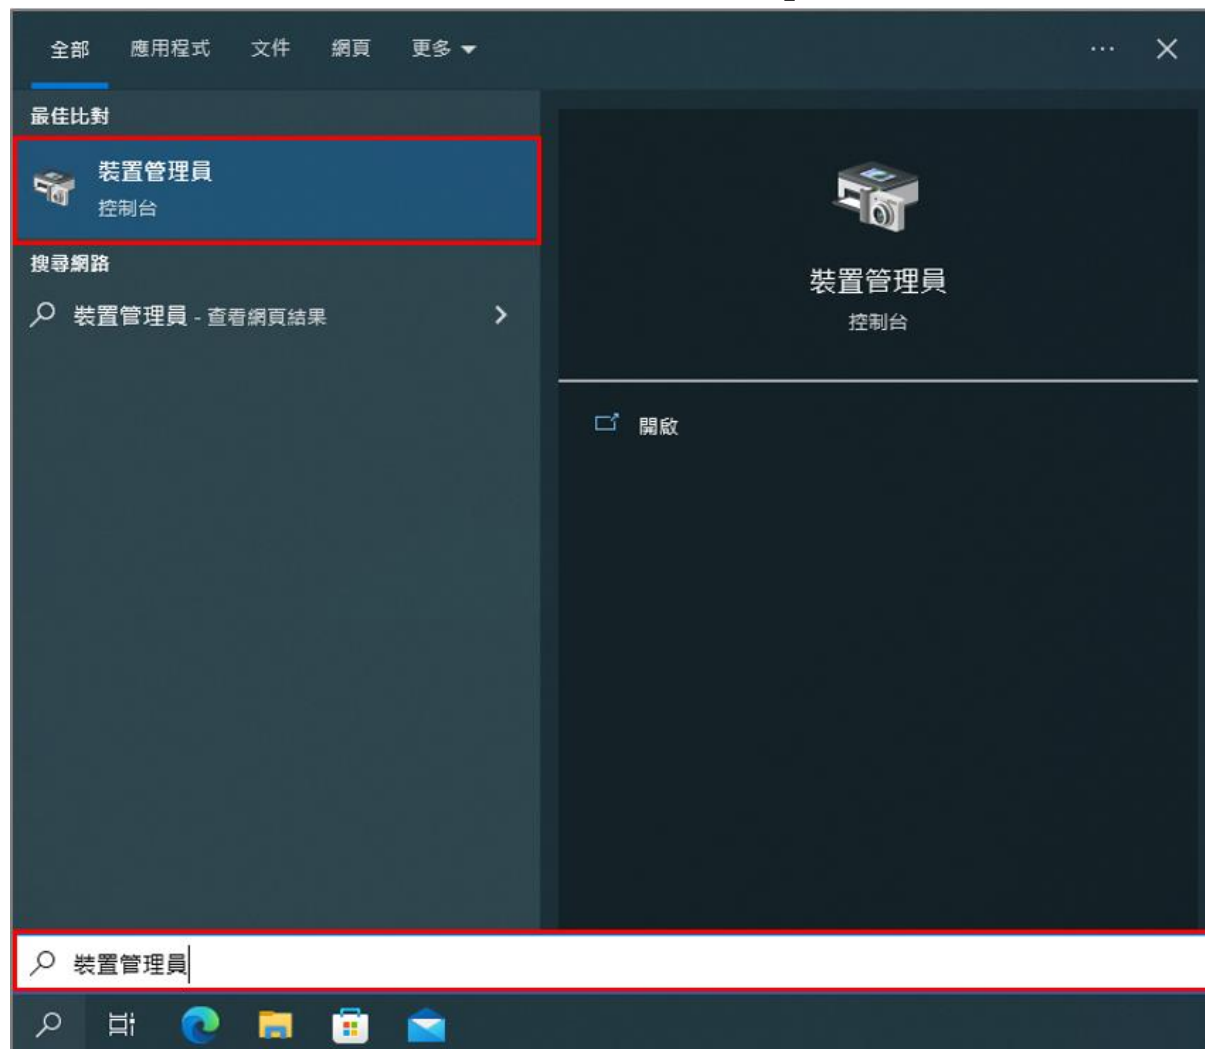 全部 應用程式 文件 網頁 更多
最佳比對
裝置管理員
控制台
搜尋網路
裝置管理員 - 查看網頁結果
裝置管理員
控制台
開啟
裝置管理員